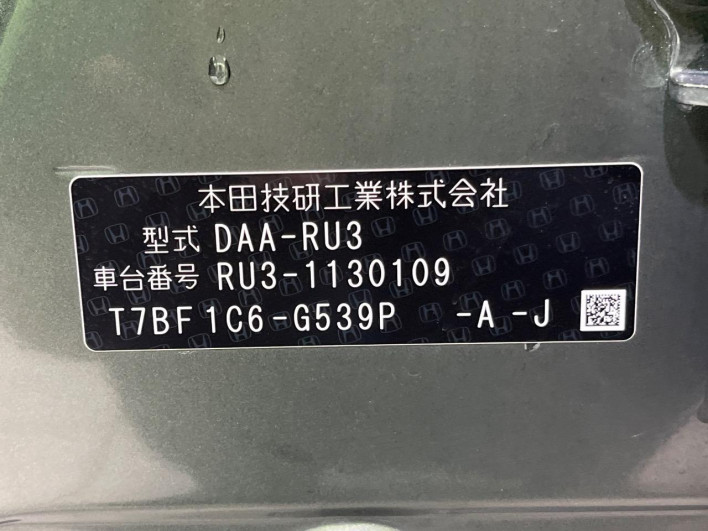 本田技研工業株式会社
型式 DAA-RU3
車台番号 RU3-1130109
T7BF1C6-G539P -A-J